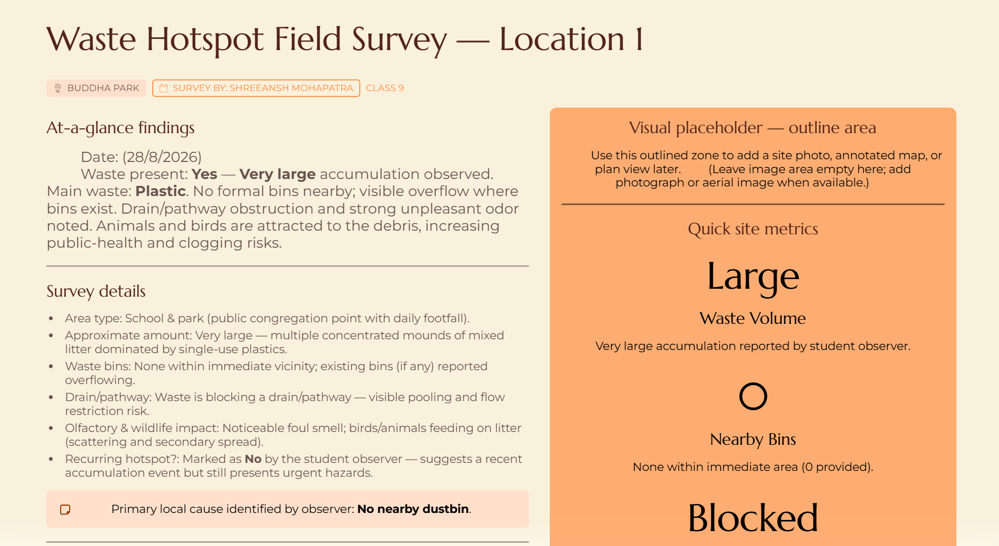 Waste Hotspot Field Survey — Location 1
BUDDHA PARK
SURVEY BY: SHREEANSH MOHAPATRA
CLASS 9
At-a-glance findings
Date: (28/8/2026)
Waste present: Yes — Very large accumulation observed.
Main waste: Plastic. No formal bins nearby; visible overflow where
bins exist. Drain/pathway obstruction and strong unpleasant odor
noted. Animals and birds are attracted to the debris, increasing
public-health and clogging risks.
Survey details
• Area type: School & park (public congregation point with daily footfall).
• Approximate amount: Very large — multiple concentrated mounds of mixed
litter dominated by single-use plastics.
• Waste bins: None within immediate vicinity; existing bins (if any) reported
overflowing.
• Drain/pathway: Waste is blocking a drain/pathway — visible pooling and flow
restriction risk.
• Olfactory & wildlife impact: Noticeable foul smell; birds/animals feeding on litter
(scattering and secondary spread).
• Recurring hotspot?: Marked as No by the student observer — suggests a recent
accumulation event but still presents urgent hazards.
Primary local cause identified by observer: No nearby dustbin.
Visual placeholder — outline area
Use this outlined zone to add a site photo, annotated map, or
plan view later. (Leave image area empty here; add
photograph or aerial image when available.)
Quick site metrics
Large
Waste Volume
Very large accumulation reported by student observer.
0
Nearby Bins
None within immediate area (0 provided).
Blocked